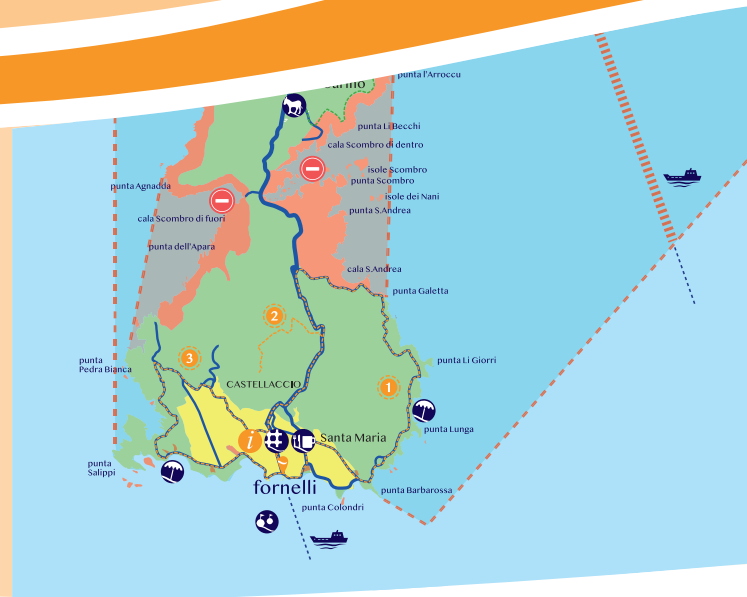 punta l'Arroccu
punta Li Becchi
cala Scombro di dentro
isole Scombro
punta Scombro
punta Agnadda
isole dei Nani
punta S.Andrea
cala Scombro di fuori
punta dell'Apara
cala S.Andrea
punta Galetta
2
3
punta
Pedra Bianca
punta Li Giorri
CASTELLACCIO
1
punta Lunga
i
Santa Maria
punta
Salippi
fornelli
punta Barbarossa
punta Colondri